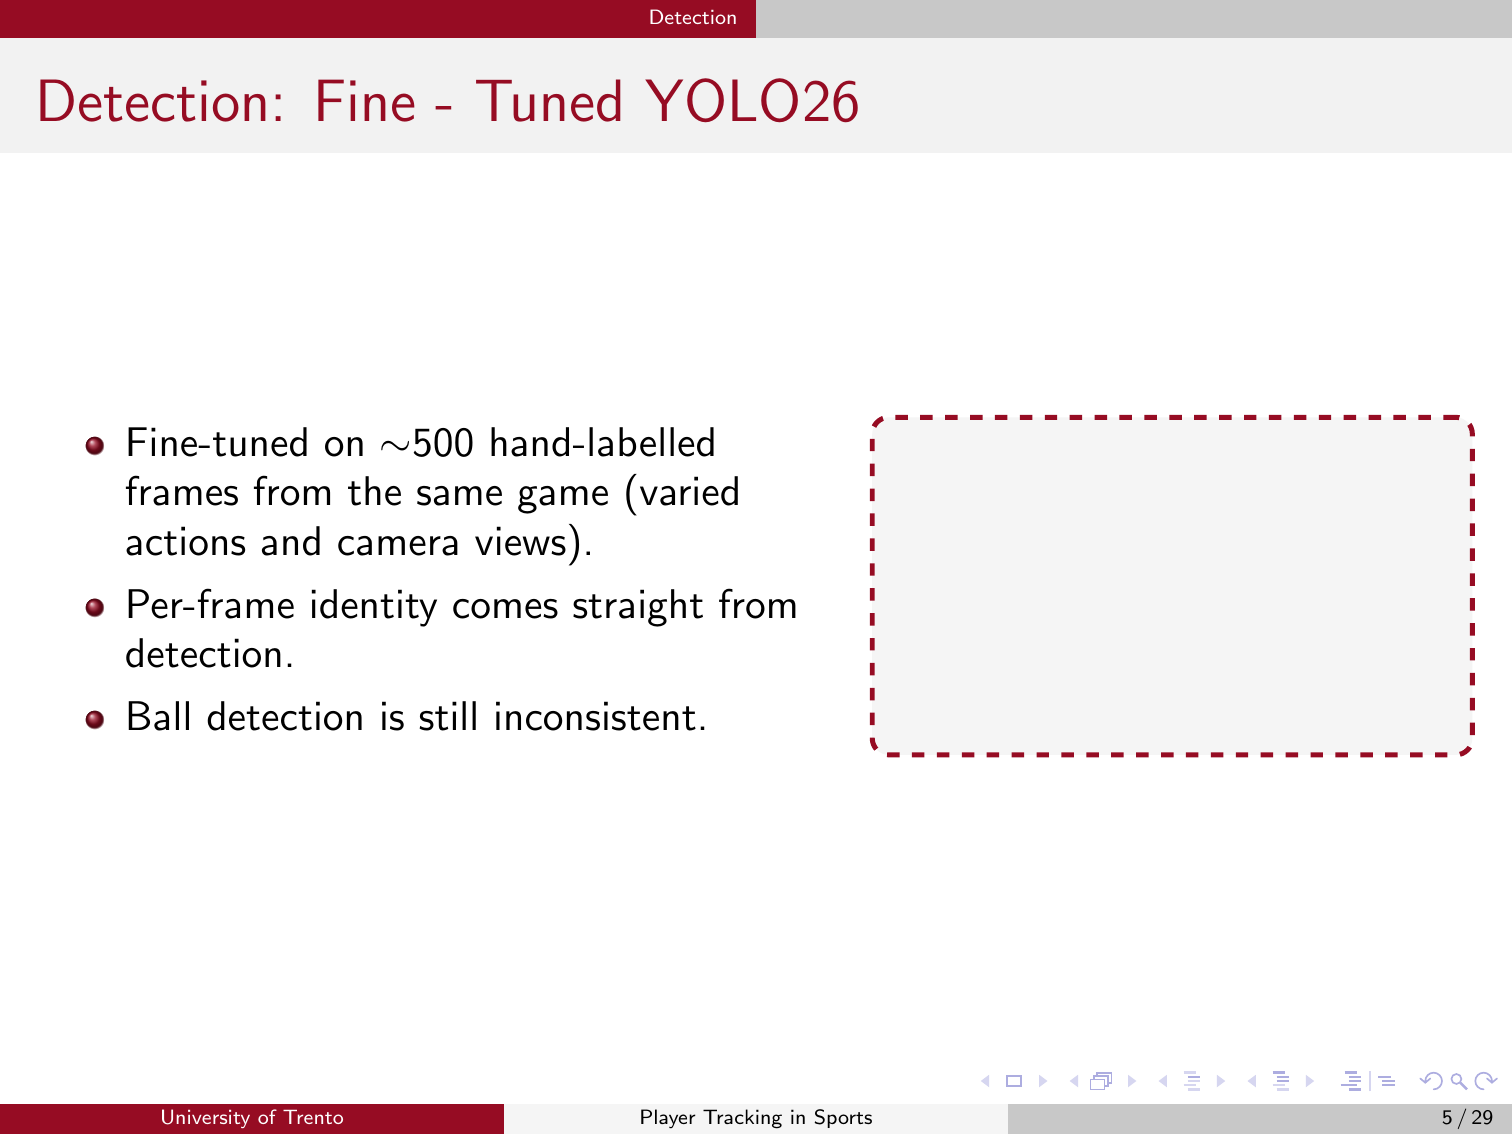 Detection
Detection: Fine - Tuned YOLO26
Fine-tuned on ∼500 hand-labelled
frames from the same game (varied
actions and camera views).
Per-frame identity comes straight from
detection.
Ball detection is still inconsistent.
University of Trento
Player Tracking in Sports
5 / 29